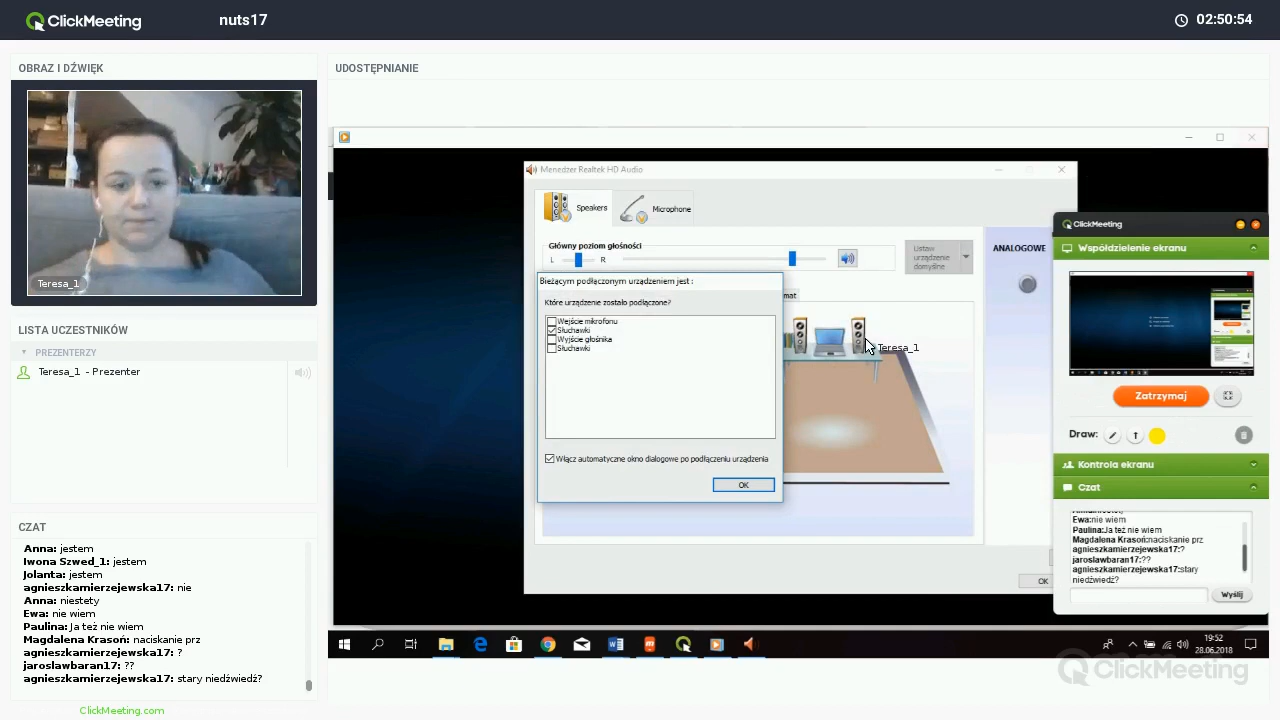 ClickMeeting
nuts17
02:50:54
OBRAZ I DŹWIĘK
Teresa_1
LISTA UCZESTNIKÓW
PREZENTERZY
Teresa_1 - Prezenter
CZAT
Anna: jestem
Iwona Szwed_1: jestem
Jolanta: jestem
agnieszkamierzejewska17: nie
Anna: niestety
Ewa: nie wiem
Paulina: Ja też nie wiem
Magdalena Krasoń: naciskanie prz
agnieszkamierzejewska17: ?
jaroslawbaran17: ??
agnieszkamierzejewska17: stary niedźwiedź?
ClickMeeting.com
UDOSTĘPNIANIE
Menedżer Realtek HD Audio
Speakers
Microphone
Główny poziom głośności
L
R
Ustaw
urządzenie
domyślne
ANALOGOWE
mat
Bieżącym podłączonym urządzeniem jest :
Które urządzenie zostało podłączone?
Wejście mikrofonu
Słuchawki
Wyjście głośnika
Słuchawki
Włącz automatyczne okno dialogowe po podłączeniu urządzenia
OK
Teresa_1
OK
ClickMeeting
Współdzielenie ekranu
Zatrzymaj
Draw:
Kontrola ekranu
Czat
Ewa:nie wiem
Paulina:Ja też nie wiem
Magdalena Krasoń:naciskanie prz
agnieszkamierzejewska17:?
jaroslawbaran17:??
agnieszkamierzejewska17:stary
niedźwiedź?
Wyślij
19:52
28.06.2018
ClickMeeting